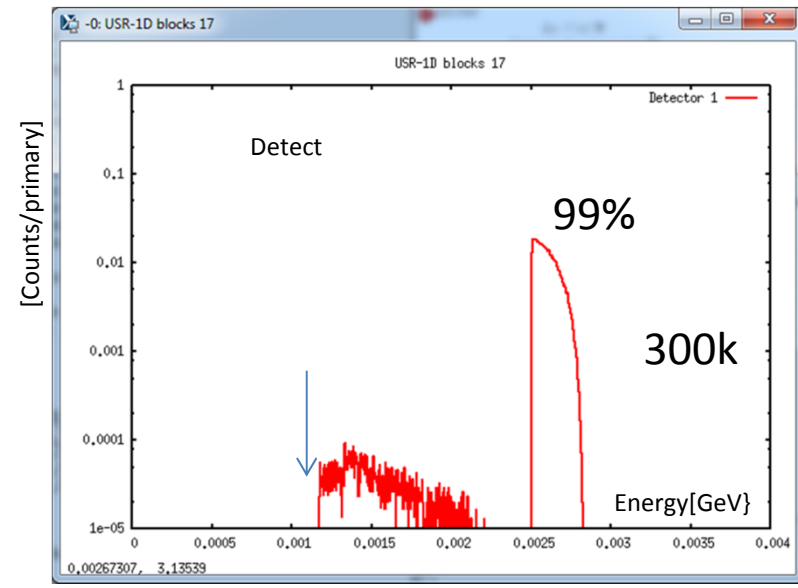 -0: USR-1D blocks 17
USR-1D blocks 17
[Counts/primary]
Detector 1
Detect
99%
300k
Energy[GeV}
1
0.1
0.01
0.001
0.0001
1e-05
0 0.0005 0.001 0.0015 0.002 0.0025 0.003 0.0035 0.004
0.00267307, 3.13539